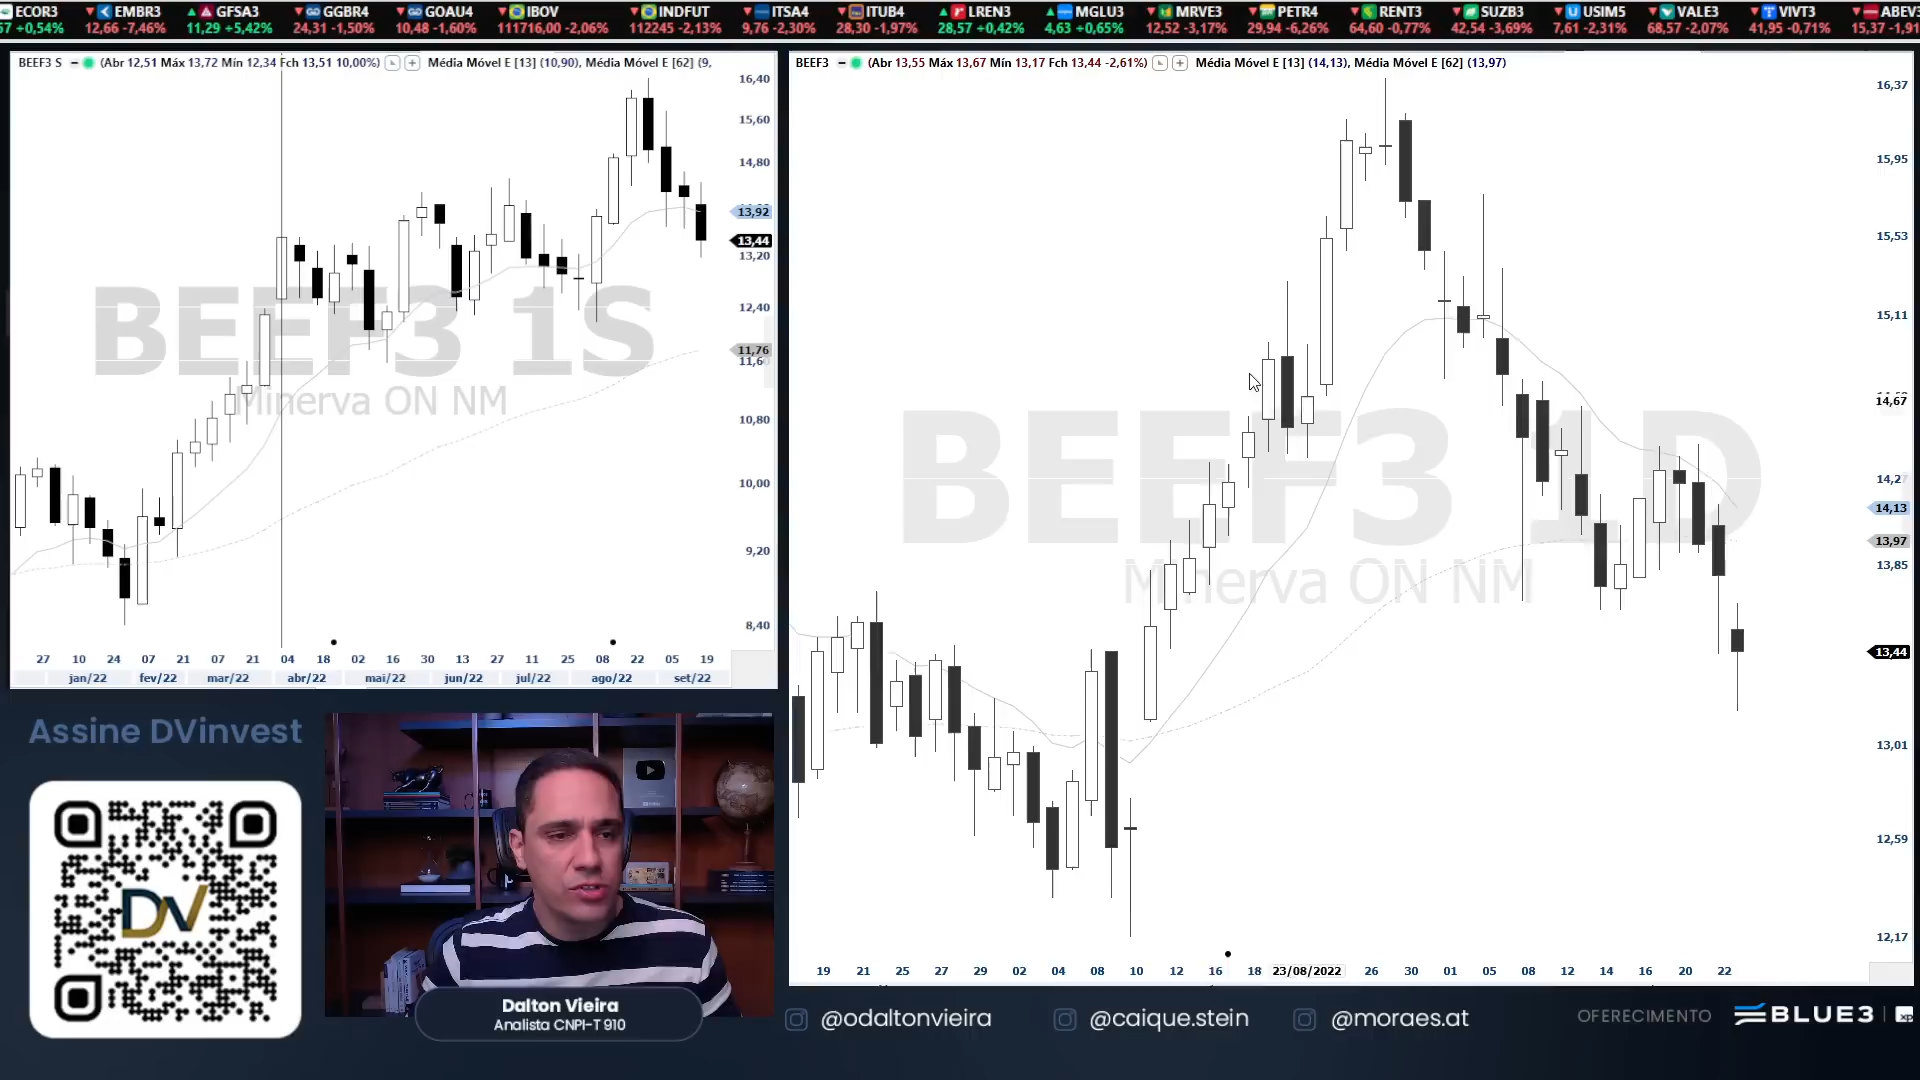 ECOR3 EMBR3 GFSA3 GGBR4 GOAU4 IBOV INDFUT ITSA4 ITUB4 LREN3 MGLU3 MRVE3 PETR4 RENT3 SUZB3 USIM5 VALE3 VIVT3 ABEV3
+0,54% 12,66 -7,46% 11,29 +5,42% 24,31 -1,50% 10,48 -1,60% 111716,00 -2,06% 112245 -2,13% 9,76 -2,30% 28,30 -1,97% 28,57 +0,42% 4,63 +0,65% 12,52 -3,17% 29,94 -6,26% 64,60 -0,77% 42,54 -3,69% 7,61 -2,31% 68,57 -2,07% 41,95 -0,71% 15,37 -1,91
BEEF3 S (Abr 12,51 Máx 13,72 Mín 12,34 Fch 13,51 10,00%) Média Móvel E [13] (10,90), Média Móvel E [62] (9,
16,40
15,60
14,80
13,92
13,44
13,20
12,40
11,76
10,80
10,00
9,20
8,40
BEEF3 1S
Minerva ON NM
27 10 24 07 21 07 21 04 18 02 16 30 13 27 11 25 08 22 05 19
jan/22 fev/22 mar/22 abr/22 mai/22 jun/22 jul/22 ago/22 set/22
BEEF3 (Abr 13,55 Máx 13,67 Mín 13,17 Fch 13,44 -2,61%) Média Móvel E [13] (14,13), Média Móvel E [62] (13,97)
16,37
15,95
15,53
15,11
14,67
14,27
14,13
13,97
13,85
13,44
13,01
12,59
12,17
BEEF3 1D
Minerva ON NM
19 21 25 27 29 02 04 08 10 12 16 18 23/08/2022 26 30 01 05 08 12 14 16 20 22
Assine DVinvest
DV
Dalton Vieira
Analista CNPI-T 910
@odaltonvieira
@caique.stein
@moraes.at
OFERECIMENTO
BLUE3
xp